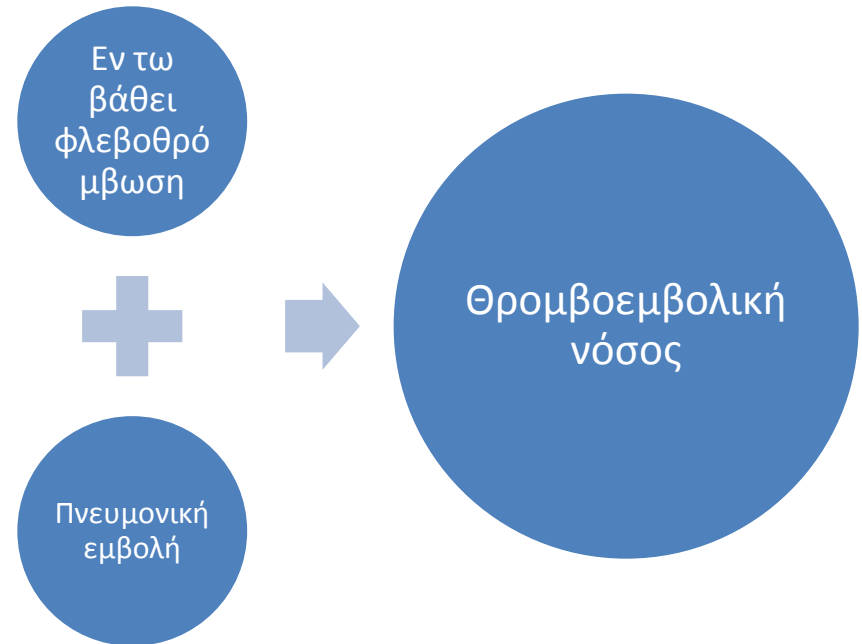 Εν τω
βάθει
φλεβοθρό
μβωση
Πνευμονική
εμβολή
Θρομβοεμβολική
νόσος